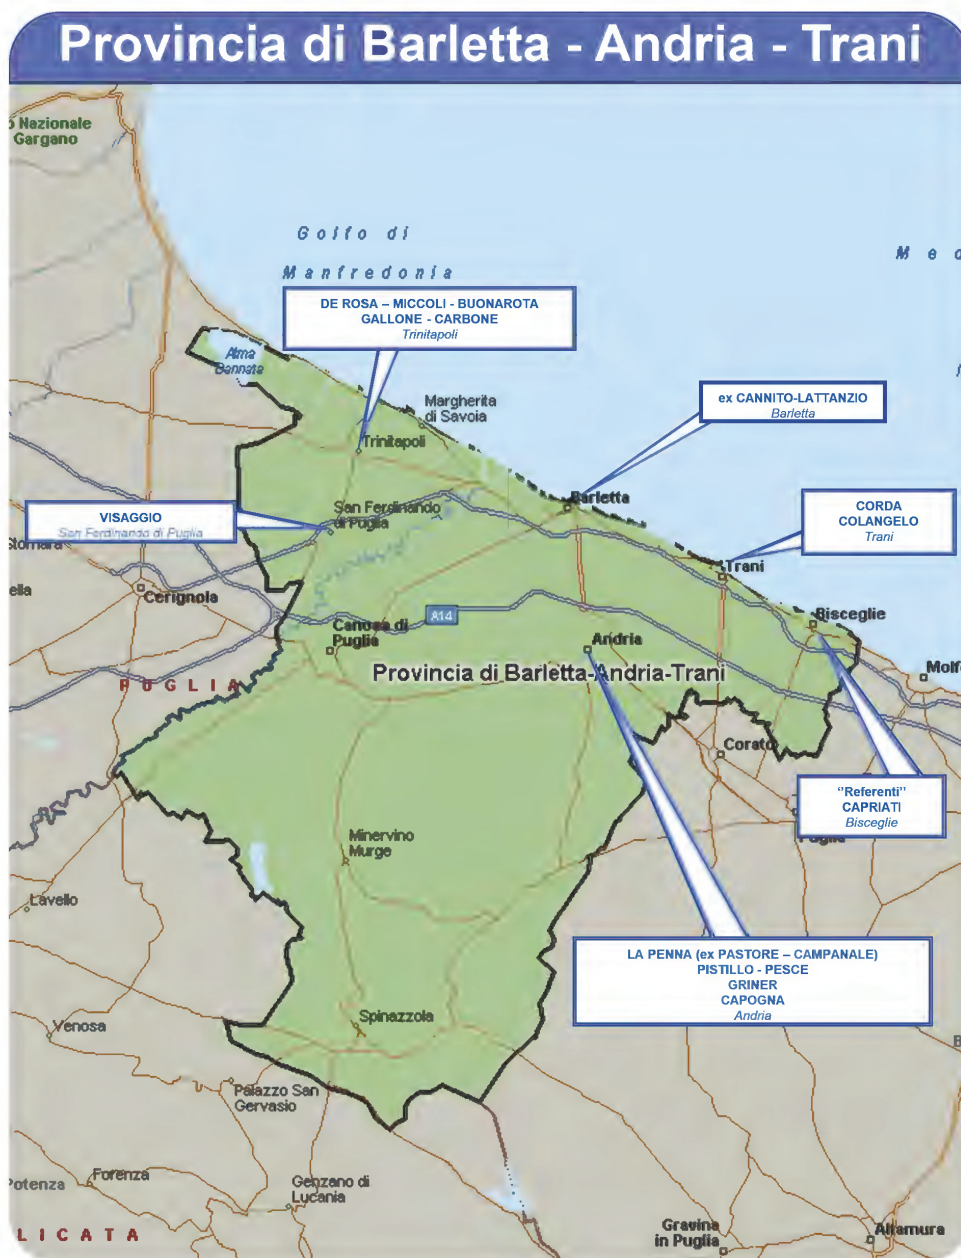 Provincia di Barletta - Andria - Trani
o Nazionale
Gargano
Golfo di
Manfredonia
DE ROSA – MICCOLI - BUONAROTA
GALLONE - CARBONE
Trinitapoli
Margherita
di Savoia
Trinitapoli
ex CANNITO-LATTANZIO
Barletta
Barletta
San Ferdinando
di Puglia
VISAGGIO
San Ferdinando di Puglia
CORDA
COLANGELO
Trani
Trani
Stornara
ella
Cerignola
A14
Bisceglie
Canosa di
Puglia
Andria
Molf
Provincia di Barletta-Andria-Trani
PUGLIA
Corato
"Referenti"
CAPRIATI
Bisceglie
Puglia
Minervino
Murge
Lavello
LA PENNA (ex PASTORE – CAMPANALE)
PISTILLO - PESCE
GRINER
CAPOGNA
Andria
Spinazzola
Venosa
Palazzo San
Gervasio
Forenza
Potenza
Genzano di
Lucania
LICATA
Gravina
in Puglia
Altamura